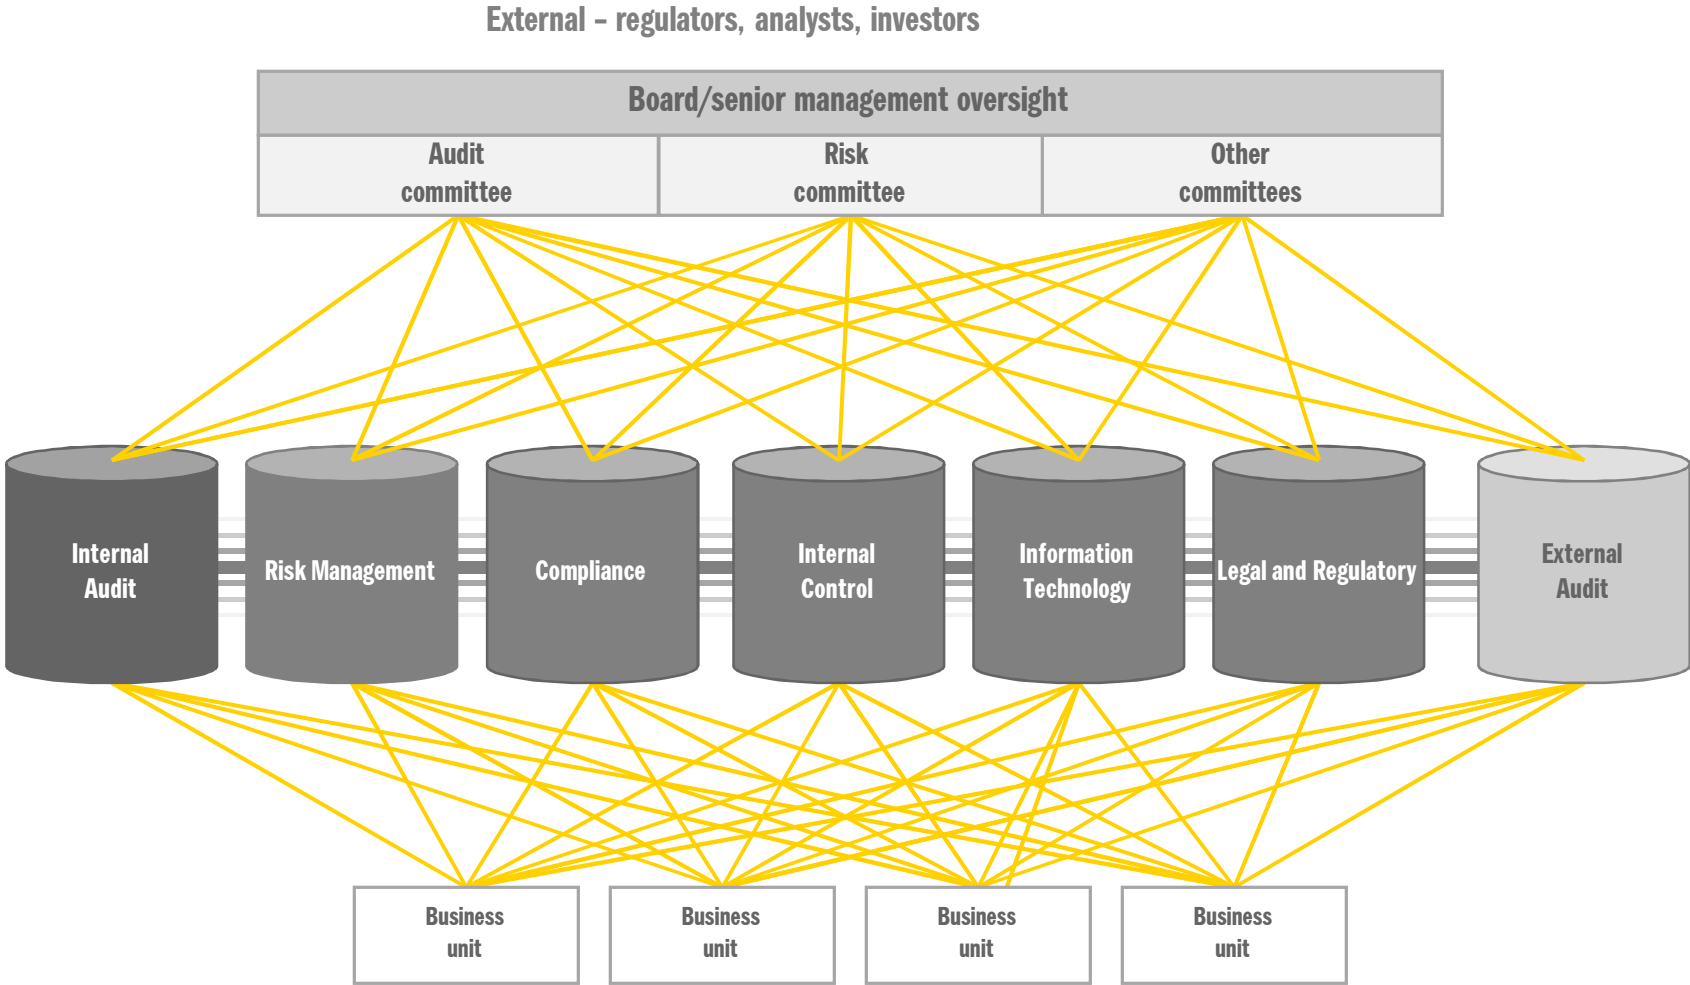 External – regulators, analysts, investors
Board/senior management oversight
Audit
committee
Risk
committee
Other
committees
Internal
Audit
Risk Management
Compliance
Internal
Control
Information
Technology
Legal and Regulatory
External
Audit
Business
unit
Business
unit
Business
unit
Business
unit